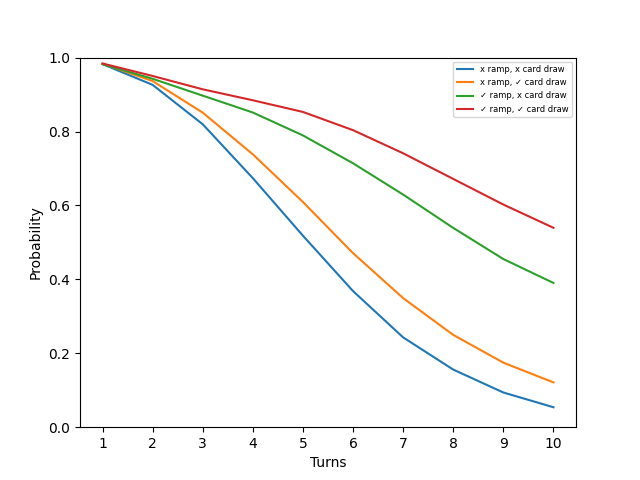 1.0
0.8
0.6
0.4
0.2
0.0
Probability
x ramp, x card draw
x ramp, ✓ card draw
✓ ramp, x card draw
✓ ramp, ✓ card draw
1 2 3 4 5 6 7 8 9 10
Turns